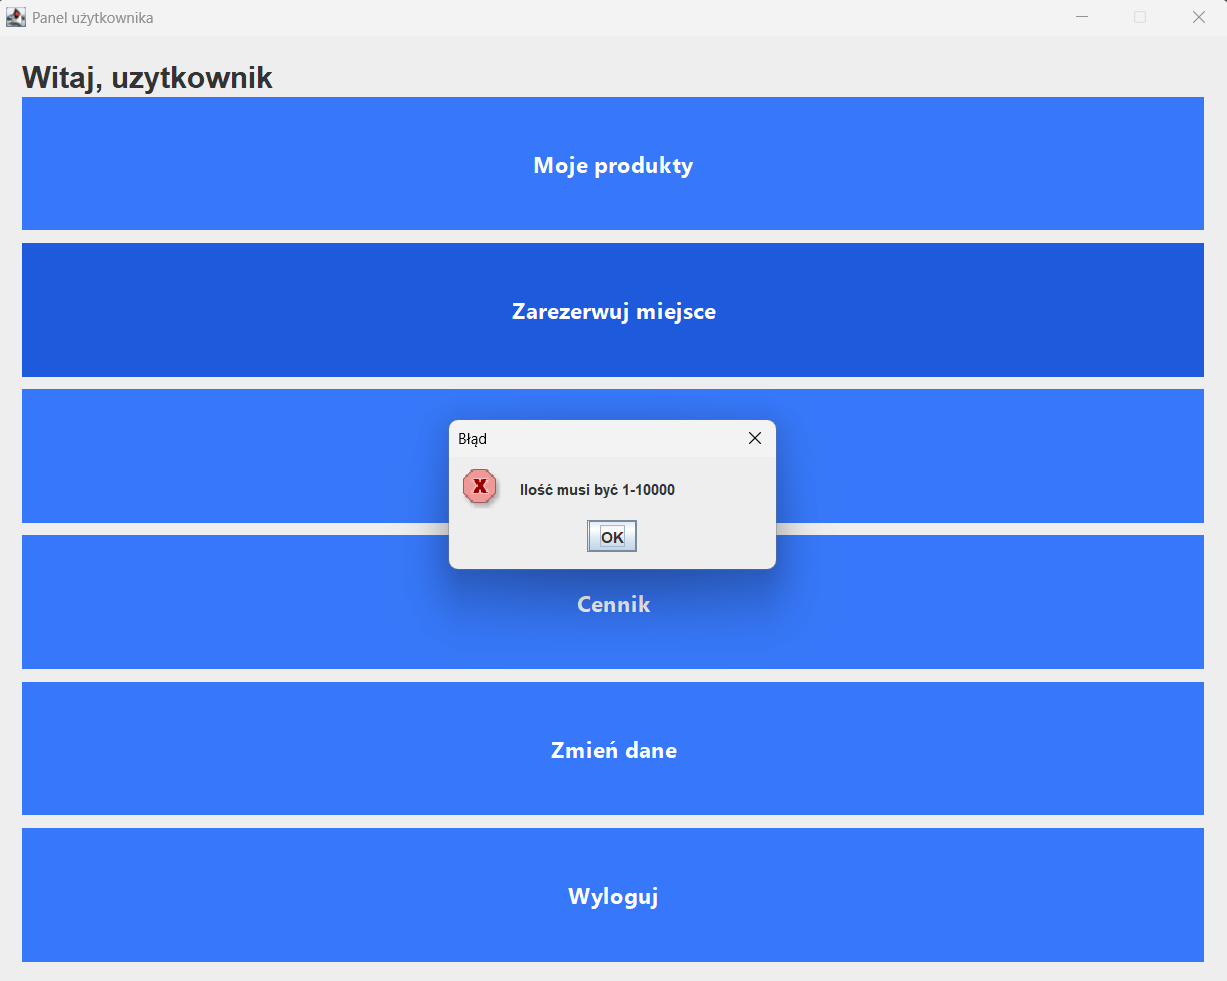 Panel użytkownika
Witaj, uzytkownik
Moje produkty
Zarezerwuj miejsce
Błąd
X
Ilość musi być 1-10000
OK
Cennik
Zmień dane
Wyloguj